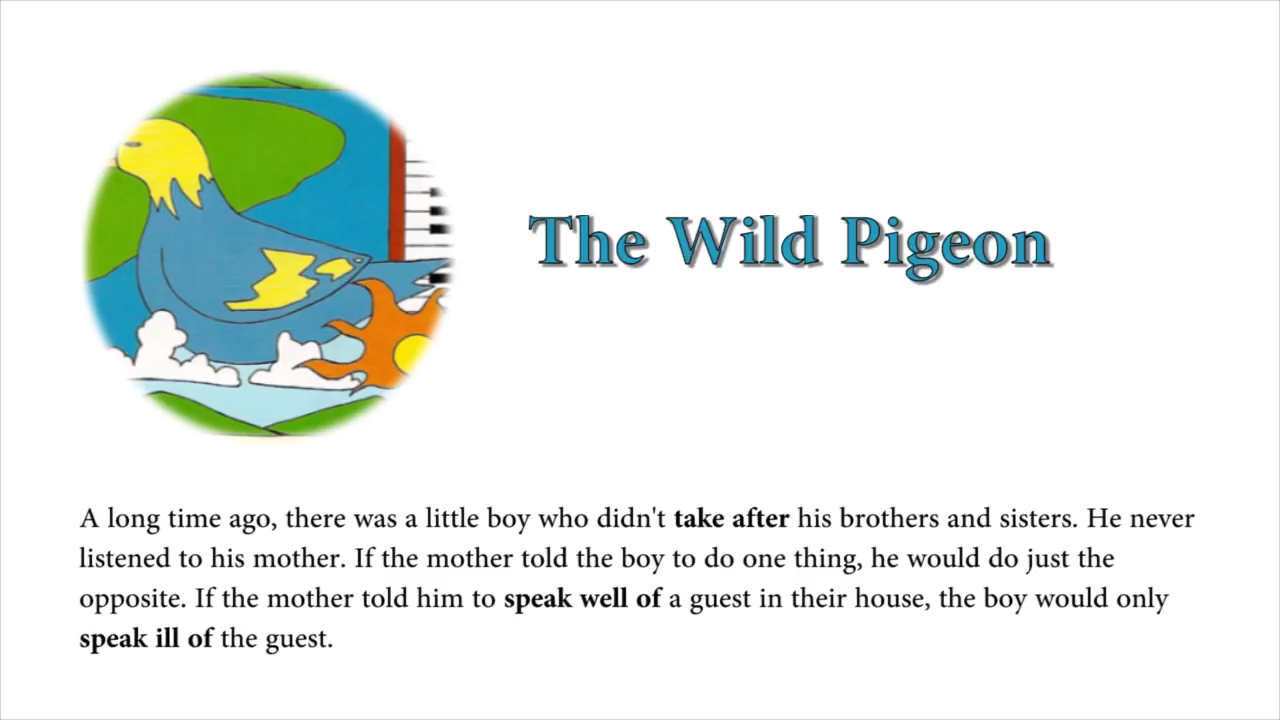 The Wild Pigeon
A long time ago, there was a little boy who didn't take after his brothers and sisters. He never
listened to his mother. If the mother told the boy to do one thing, he would do just the
opposite. If the mother told him to speak well of a guest in their house, the boy would only
speak ill of the guest.